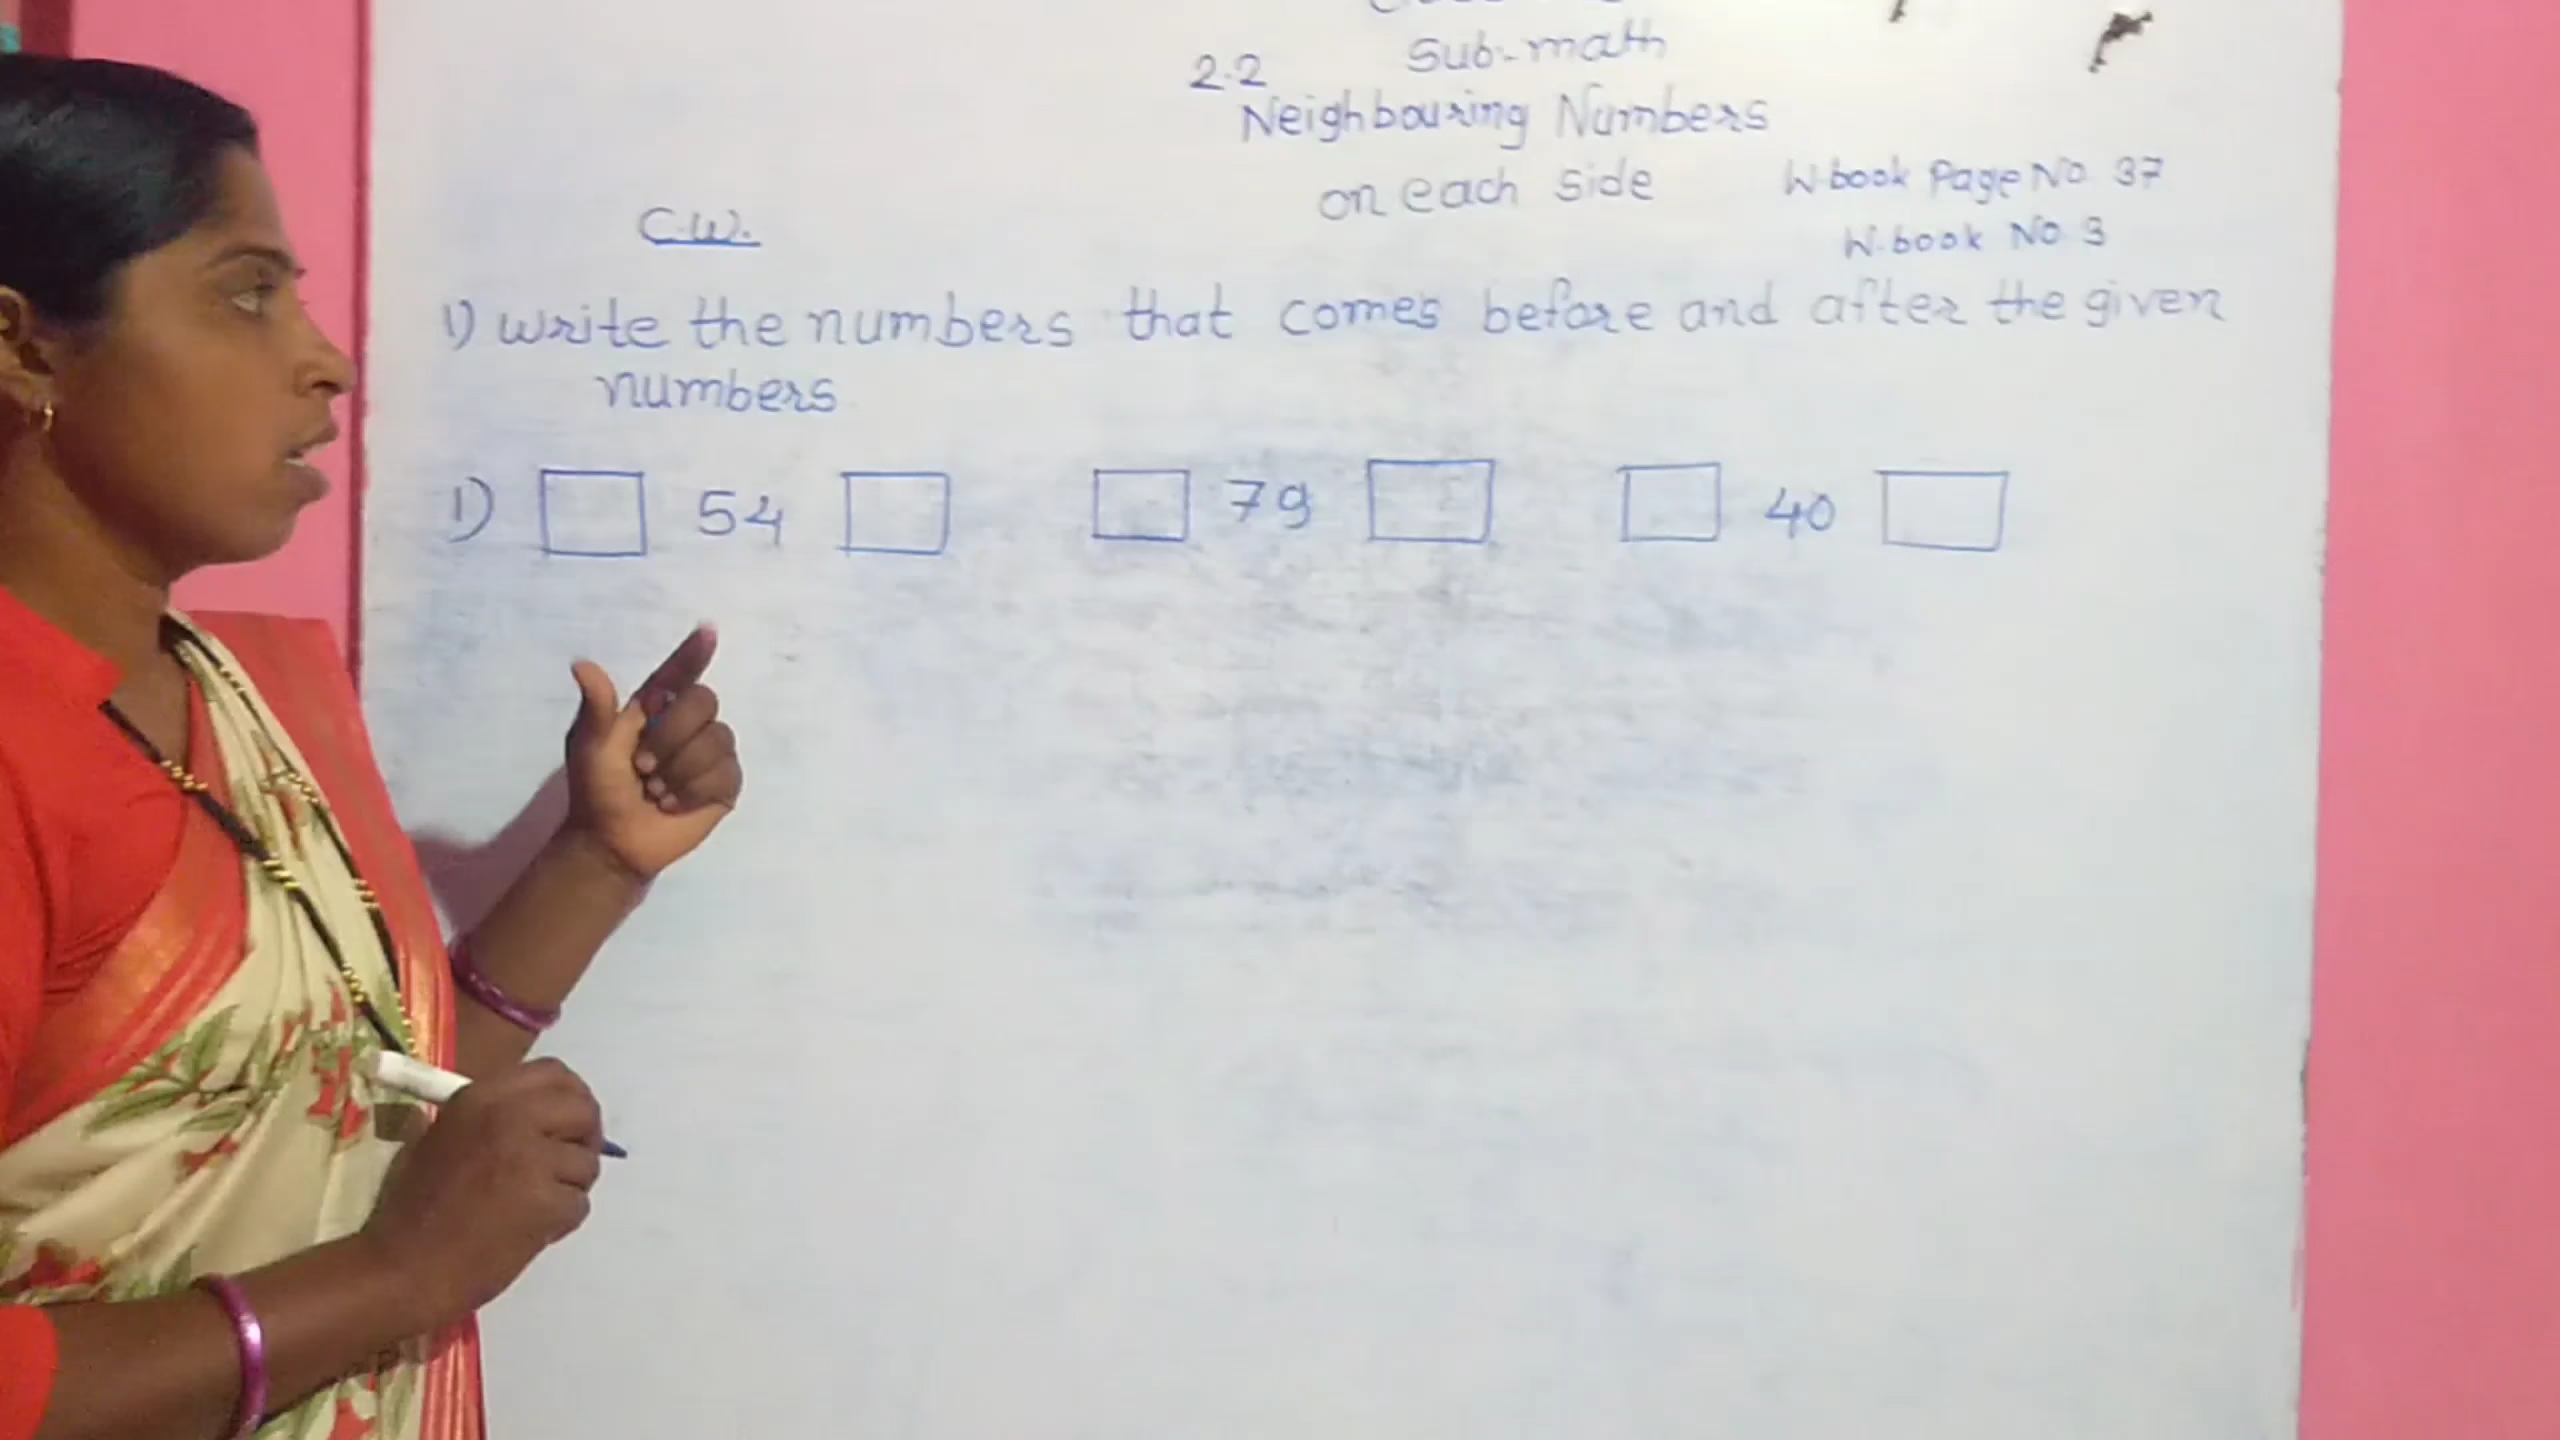 Sub-math
2.2
Neighbouring Numbers
on each side
W.book Page No 37
W.book No 3
C.W.
1) write the numbers that comes before and after the given
numbers
1) 54 79 40